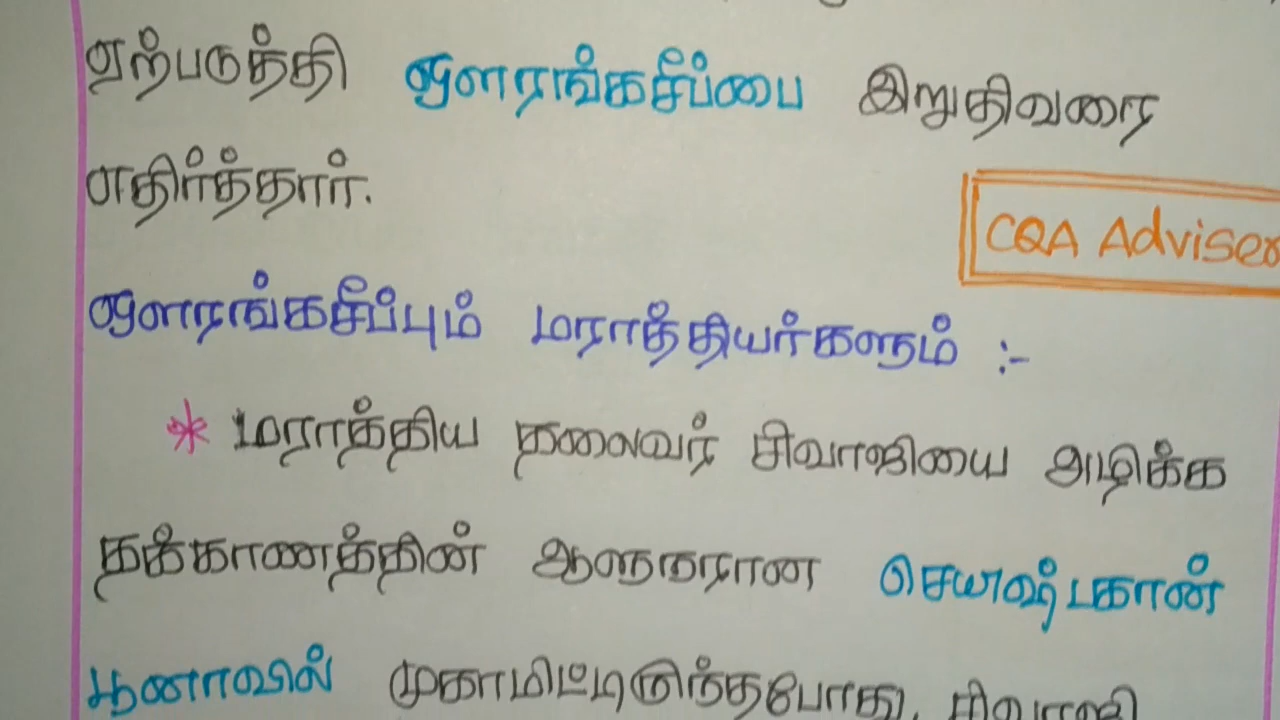 ஏற்படுத்தி ஔரங்கசீப்பை இறுதிவரை
எதிர்த்தார்.
CQA Adviser
ஔரங்கசீப்பும் மராத்தியர்களும் :-
* மராத்திய தலைவர் சிவாஜியை அழிக்க
தக்காணத்தின் ஆளுநரான செயிஷ்டகான்
பூனாவில் முகாமிட்டிருந்தபோது, சிவாஜி